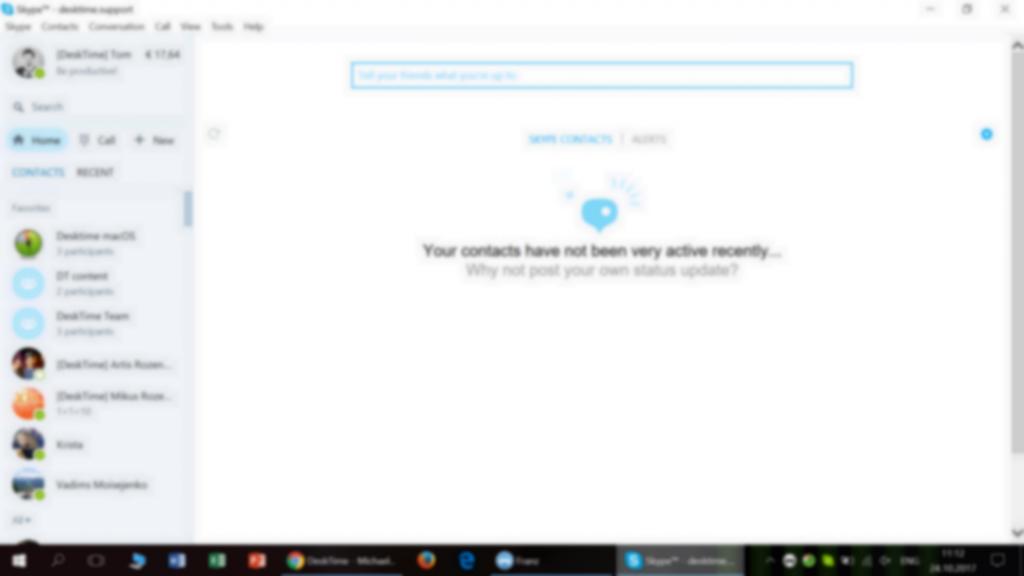 Skype™ - desktime.support
Skype Contacts Conversation Call View Tools Help
[DeskTime] Tom € 17,64
Be productive!
Tell your friends what you're up to
Search
Home Call New
SKYPE CONTACTS | ALERTS
CONTACTS RECENT
Favorites
Desktime macOS
3 participants
DT content
2 participants
DeskTime Team
3 participants
Your contacts have not been very active recently...
Why not post your own status update?
[DeskTime] Artis Rozen...
[DeskTime] Mikus Roze...
1+1=10
Krista
Vadims Moisejenko
All
DeskTime - Michael... Franz Skype™ - desktime... ENG 11:12
24.10.2017